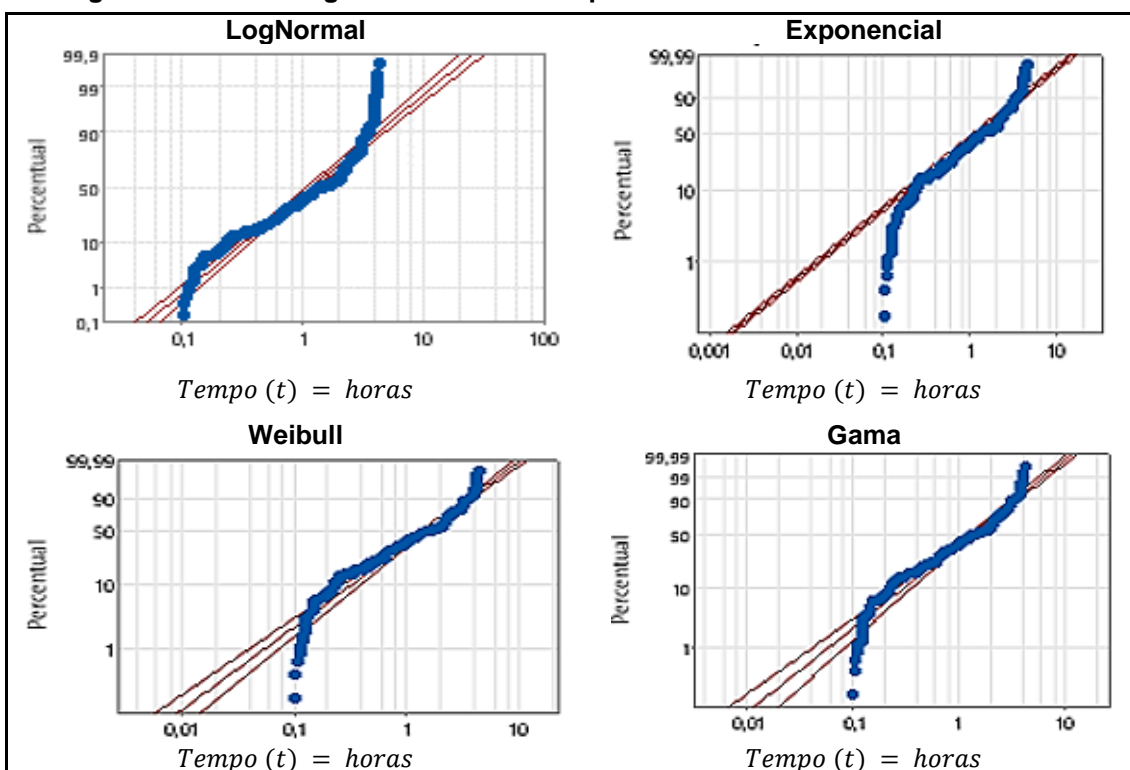 LogNormal
99,9
99
90
50
10
1
0,1
Percentual
0,1 1 10 100
Tempo (t) = horas
Exponencial
99,99
90
50
10
1
Percentual
0,001 0,01 0,1 1 10
Tempo (t) = horas
Weibull
99,99
90
50
10
1
Percentual
0,01 0,1 1 10
Tempo (t) = horas
Gama
99,99
99
90
50
10
1
Percentual
0,01 0,1 1 10
Tempo (t) = horas